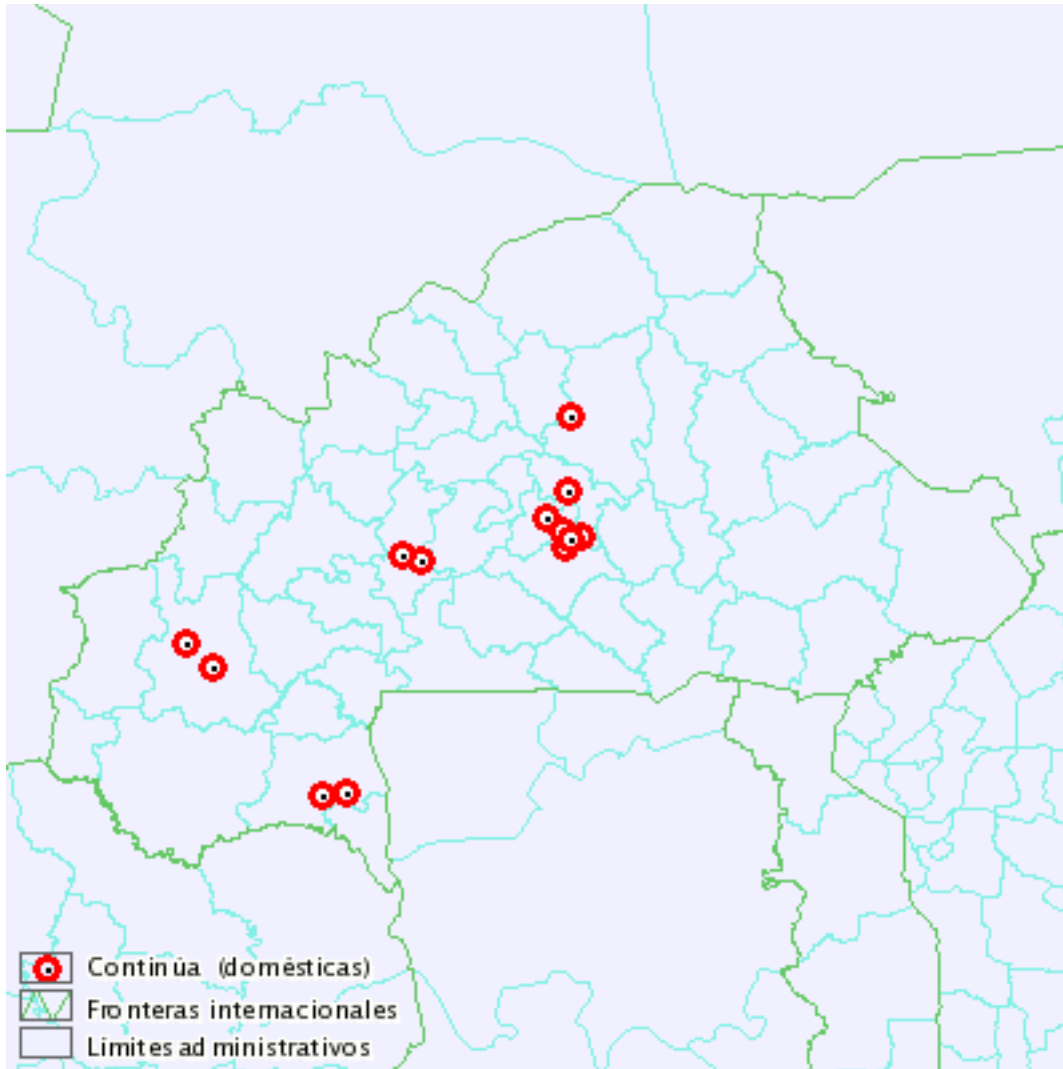 Continúa (domésticas)
Fronteras internacionales
Límites administrativos